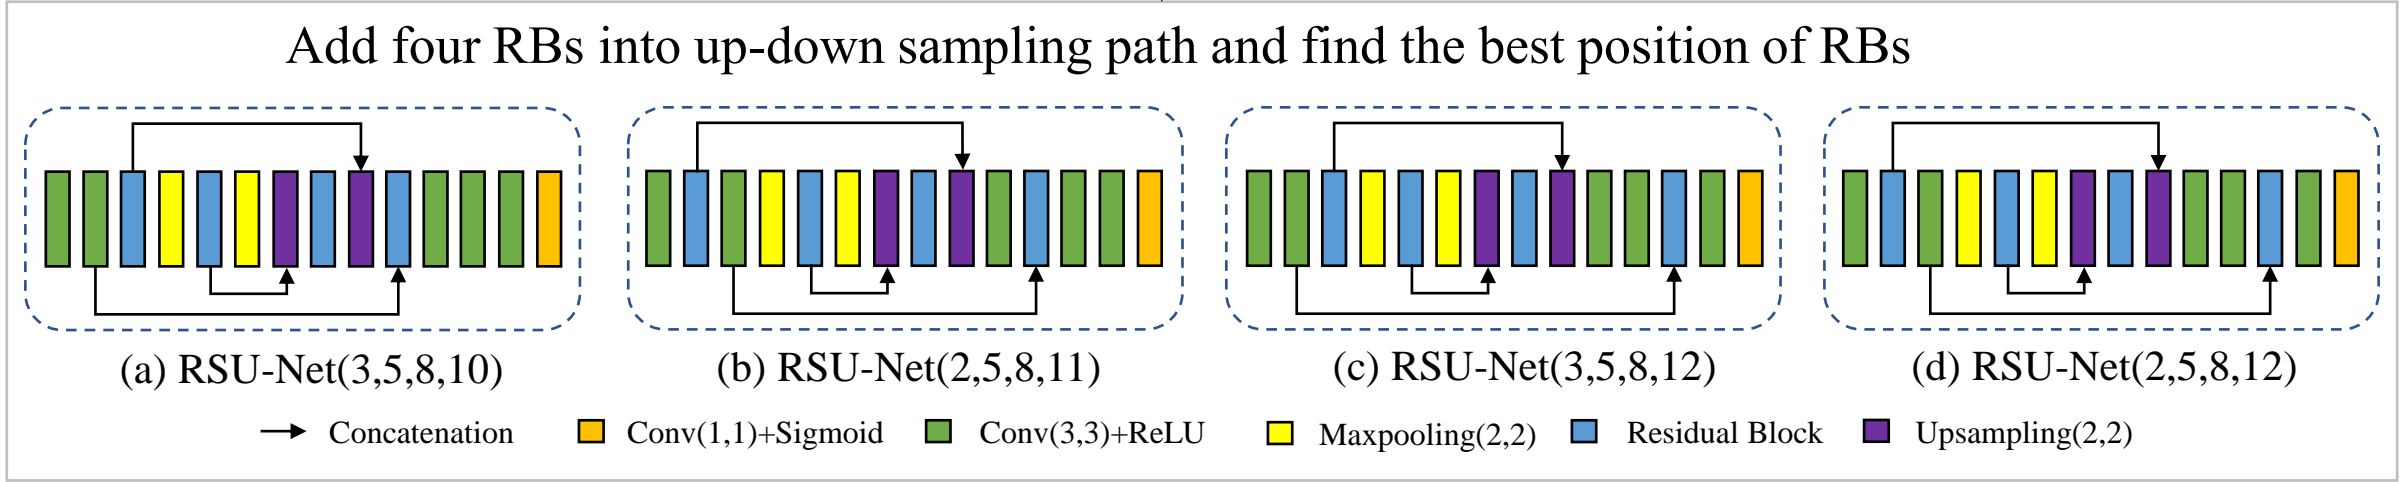 Add four RBs into up-down sampling path and find the best position of RBs
(a) RSU-Net(3,5,8,10)
(b) RSU-Net(2,5,8,11)
(c) RSU-Net(3,5,8,12)
(d) RSU-Net(2,5,8,12)
Concatenation
Conv(1,1)+Sigmoid
Conv(3,3)+ReLU
Maxpooling(2,2)
Residual Block
Upsampling(2,2)